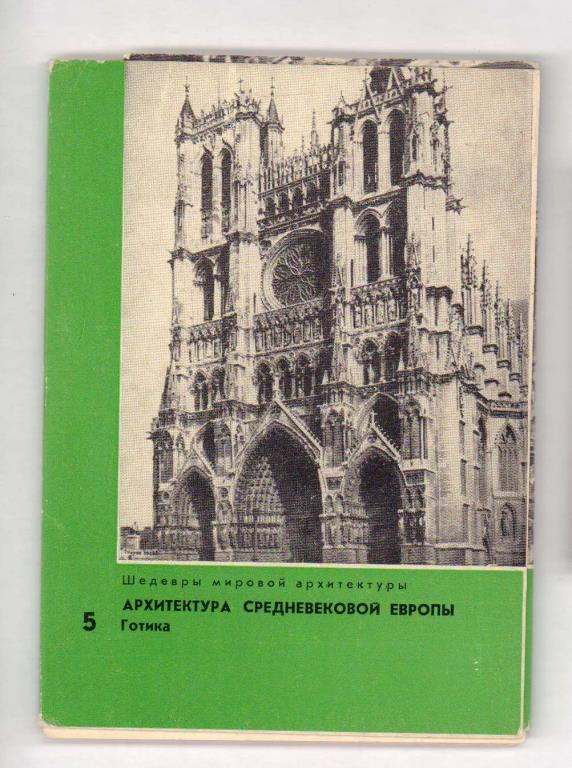 Шедевры мировой архитектуры
5 АРХИТЕКТУРА СРЕДНЕВЕКОВОЙ ЕВРОПЫ
Готика